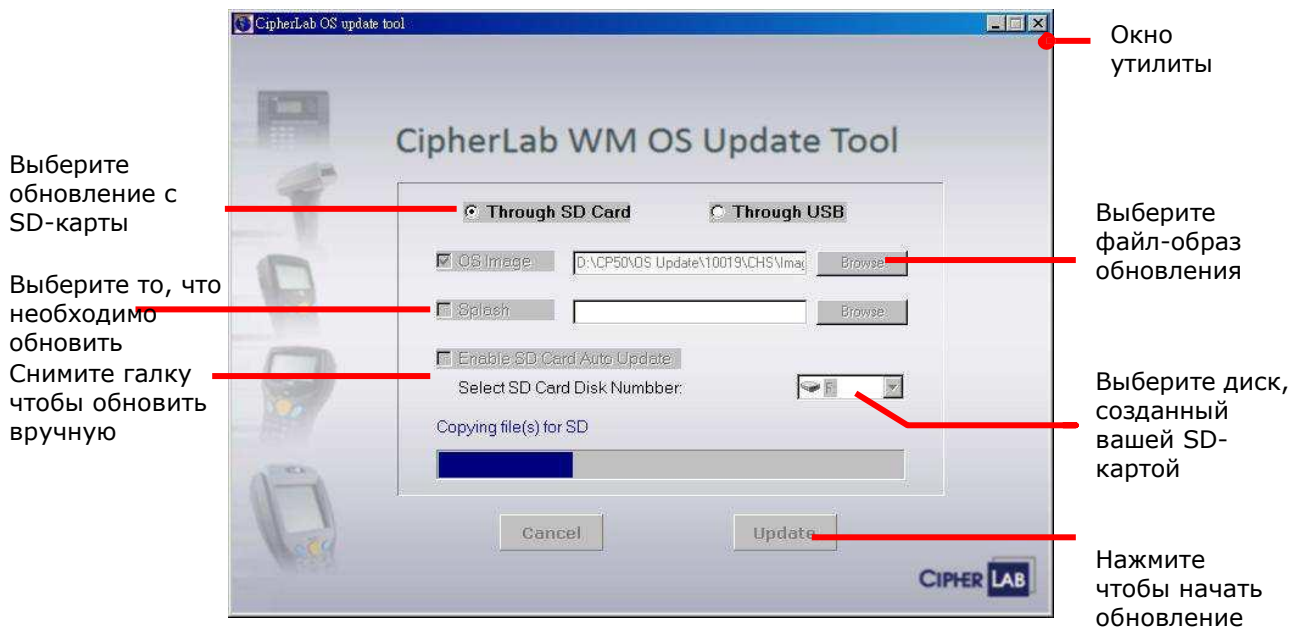 CipherLab OS update tool
Окно
утилиты
CipherLab WM OS Update Tool
Выберите
обновление с
SD-карты
Through SD Card
Through USB
Выберите
файл-образ
обновления
OS Image
D:\CP50\OS Update\10019\CHS\Imag
Browse
Выберите то, что
необходимо
обновить
Splash
Browse
Снимите галку
чтобы обновить
вручную
Enable SD Card Auto Update
Select SD Card Disk Numbber:
F:
Выберите диск,
созданный
вашей SD-
картой
Copying file(s) for SD
Cancel
Update
Нажмите
чтобы начать
обновление
CIPHER LAB